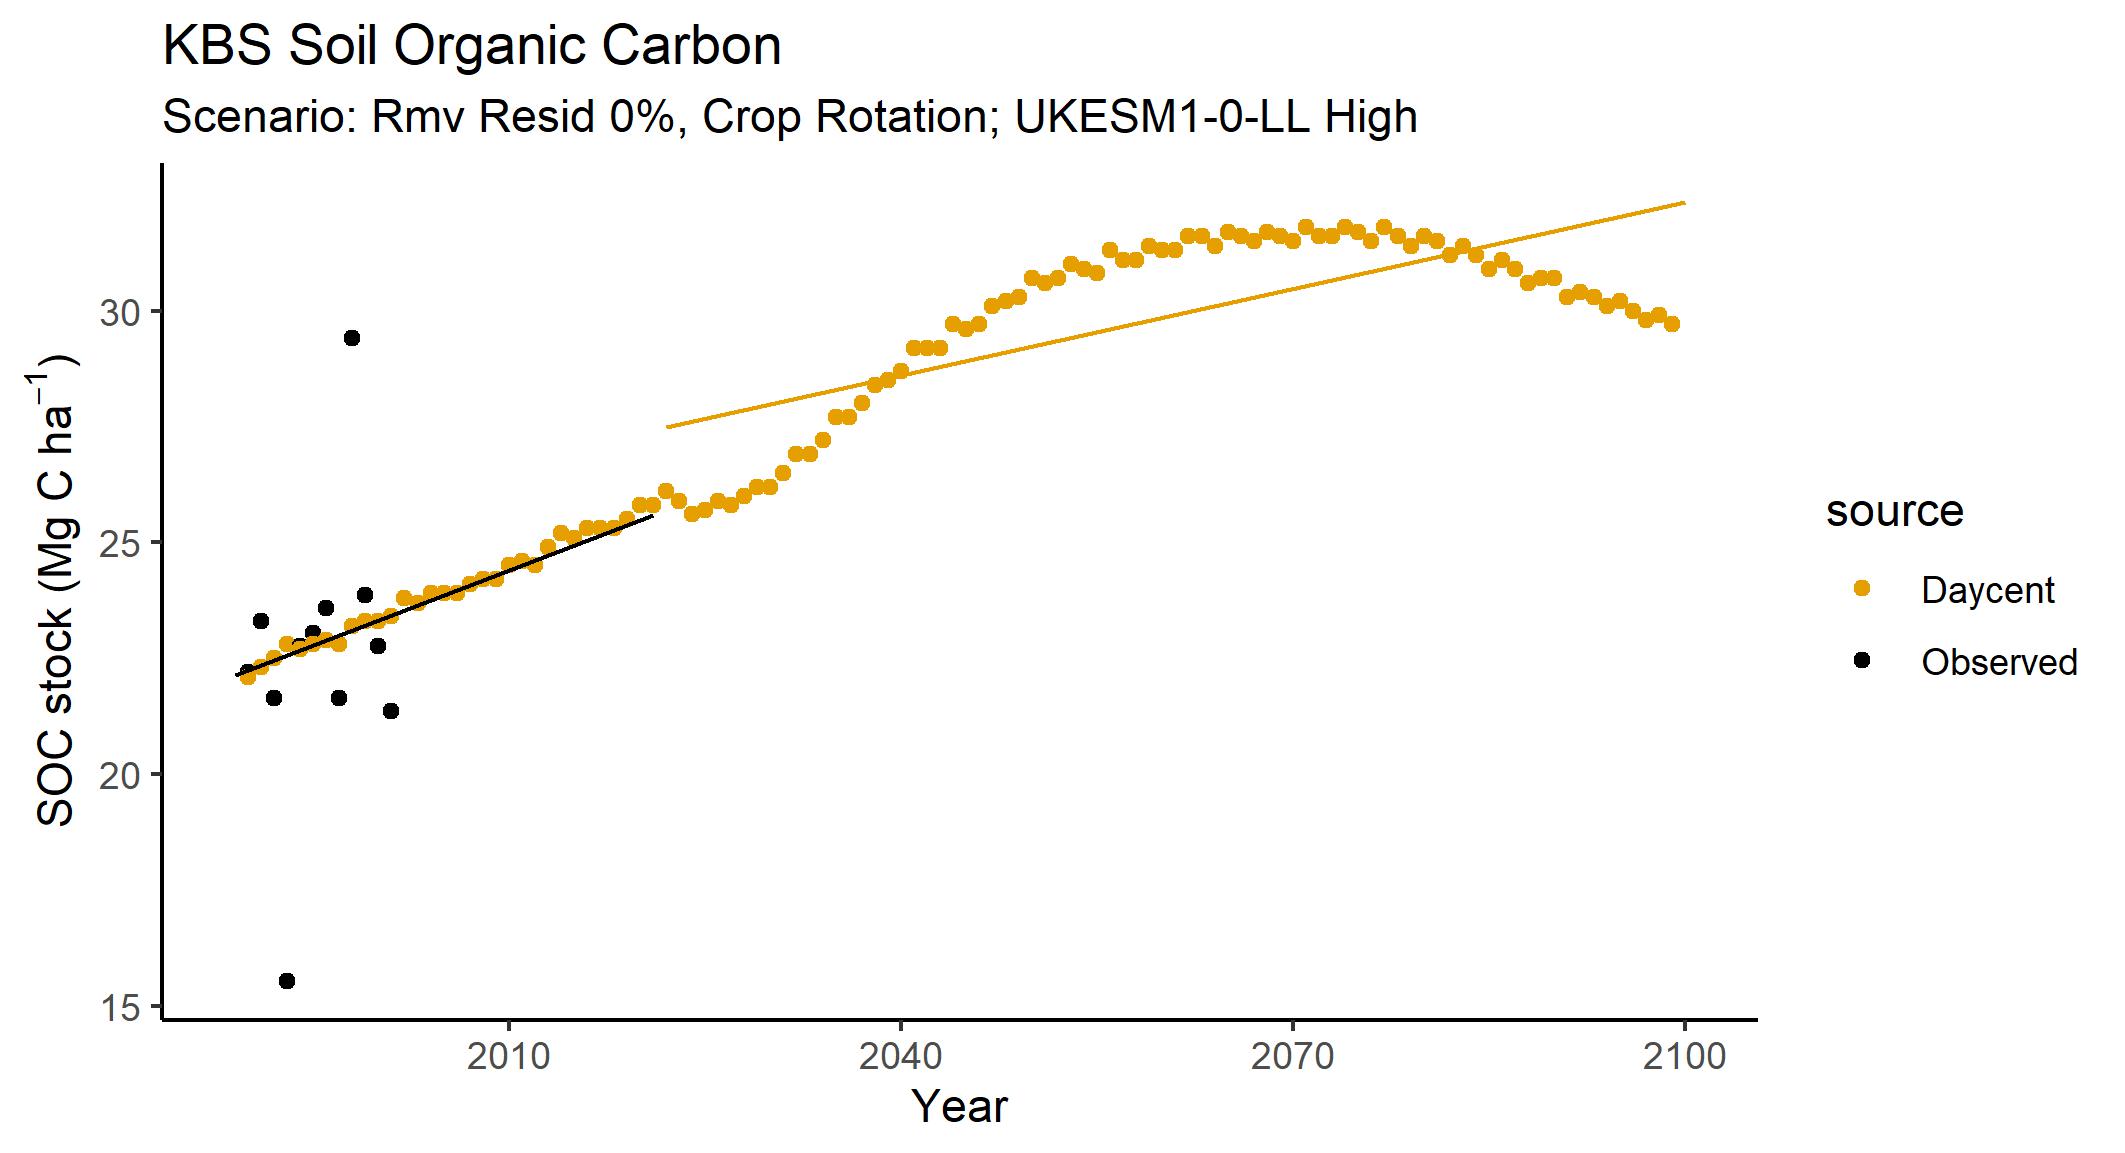 KBS Soil Organic Carbon
Scenario: Rmv Resid 0%, Crop Rotation; UKESM1-0-LL High
SOC stock (Mg C ha⁻¹)
30
25
20
15
2010
2040
2070
2100
Year
source
Daycent
Observed